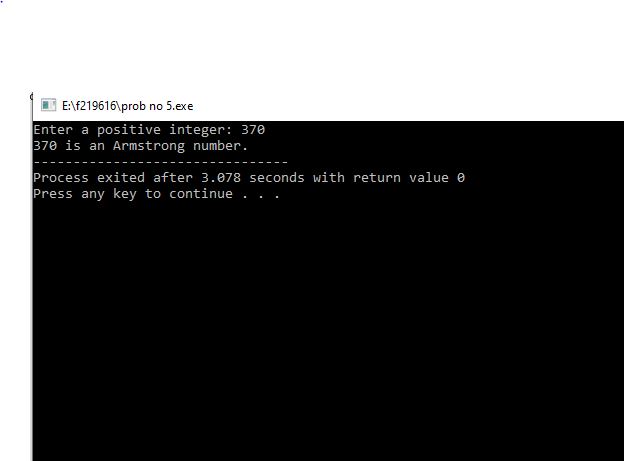 E:\f219616\prob no 5.exe
Enter a positive integer: 370
370 is an Armstrong number.
--------------------------------
Process exited after 3.078 seconds with return value 0
Press any key to continue . . .